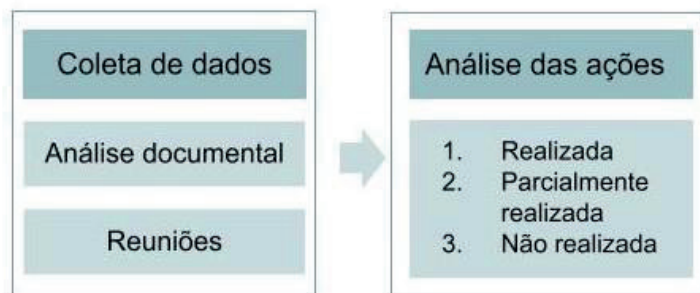 Coleta de dados
Análise documental
Reuniões
Análise das ações
1. Realizada
2. Parcialmente
realizada
3. Não realizada